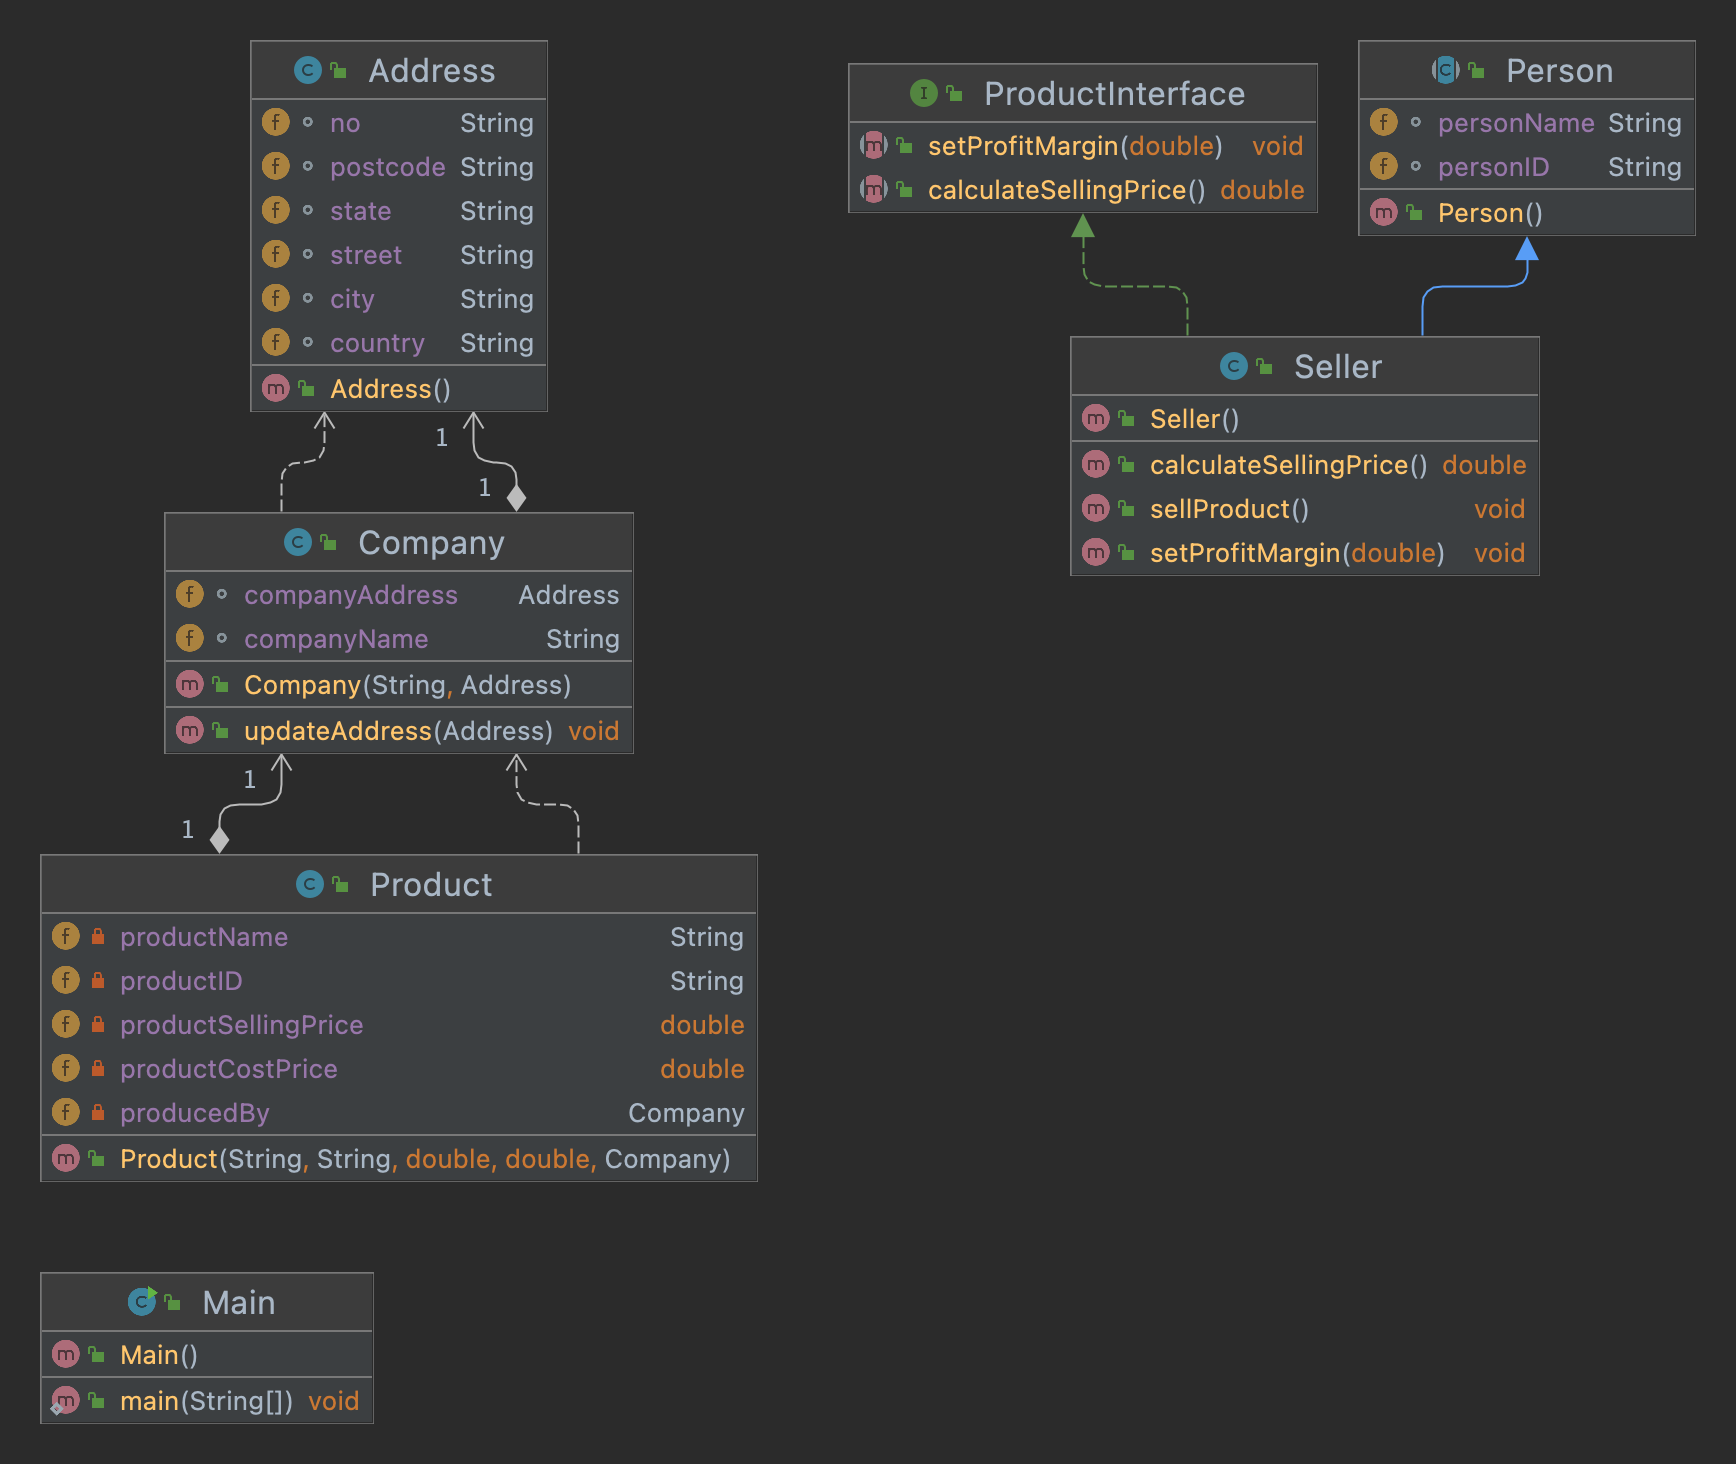 Address
no String
postcode String
state String
street String
city String
country String
Address()
1
1
Company
companyAddress Address
companyName String
Company(String, Address)
updateAddress(Address) void
1
1
Product
productName String
productID String
productSellingPrice double
productCostPrice double
producedBy Company
Product(String, String, double, double, Company)
Main
Main()
main(String[]) void
ProductInterface
setProfitMargin(double) void
calculateSellingPrice() double
Person
personName String
personID String
Person()
Seller
Seller()
calculateSellingPrice() double
sellProduct() void
setProfitMargin(double) void